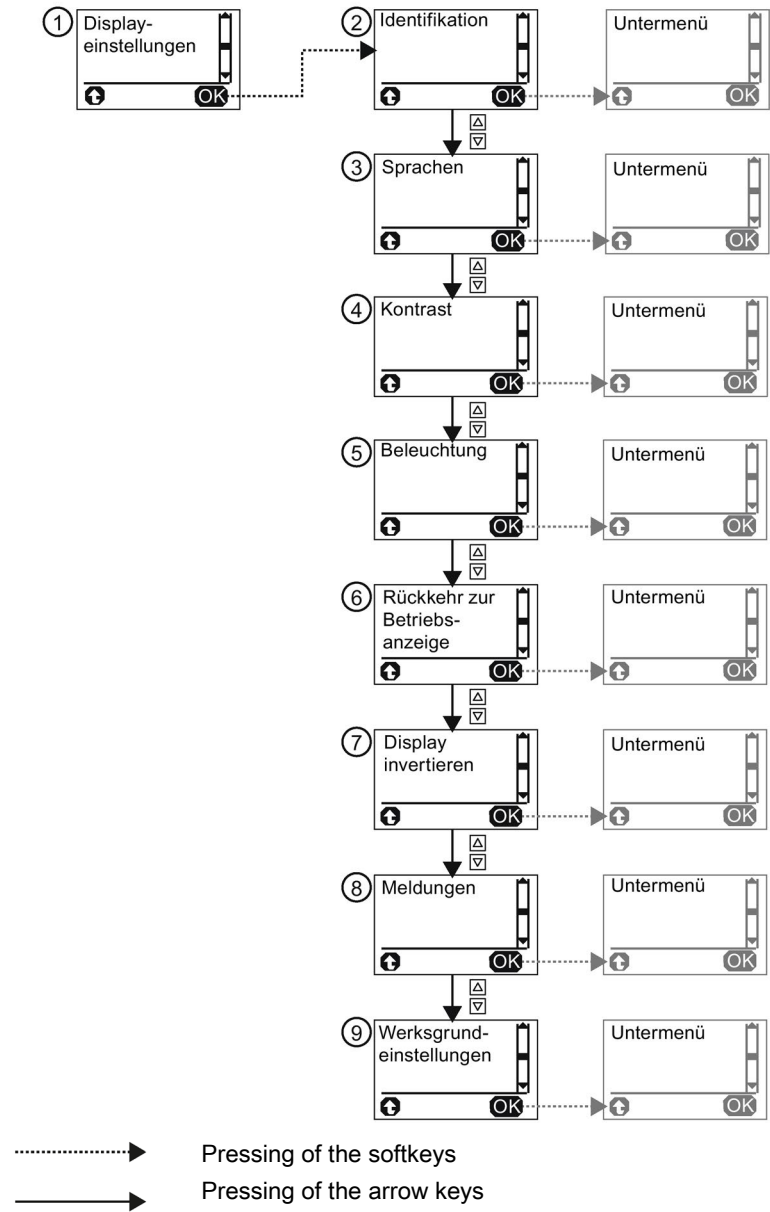 1 Display-
einstellungen
OK
2 Identifikation
OK
Untermenü
OK
3 Sprachen
OK
Untermenü
OK
4 Kontrast
OK
Untermenü
OK
5 Beleuchtung
OK
Untermenü
OK
6 Rückkehr zur
Betriebs-
anzeige
OK
Untermenü
OK
7 Display
invertieren
OK
Untermenü
OK
8 Meldungen
OK
Untermenü
OK
9 Werksgrund-
einstellungen
OK
Untermenü
OK
Pressing of the softkeys
Pressing of the arrow keys